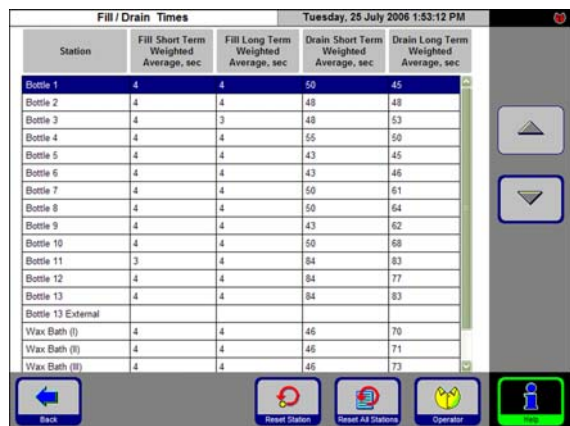 Fill / Drain Times Tuesday, 25 July 2006 1:53:12 PM
Station Fill Short Term Weighted Average, sec Fill Long Term Weighted Average, sec Drain Short Term Weighted Average, sec Drain Long Term Weighted Average, sec
Bottle 1 4 4 50 45
Bottle 2 4 4 48 48
Bottle 3 4 3 48 53
Bottle 4 4 4 55 50
Bottle 5 4 4 43 45
Bottle 6 4 4 43 46
Bottle 7 4 4 50 61
Bottle 8 4 4 50 64
Bottle 9 4 4 43 62
Bottle 10 4 4 50 68
Bottle 11 3 4 84 83
Bottle 12 4 4 84 77
Bottle 13 4 4 84 83
Bottle 13 External
Wax Bath (I) 4 4 46 70
Wax Bath (II) 4 4 46 71
Wax Bath (III) 4 4 46 73
Back Reset Station Reset All Stations Operator Help